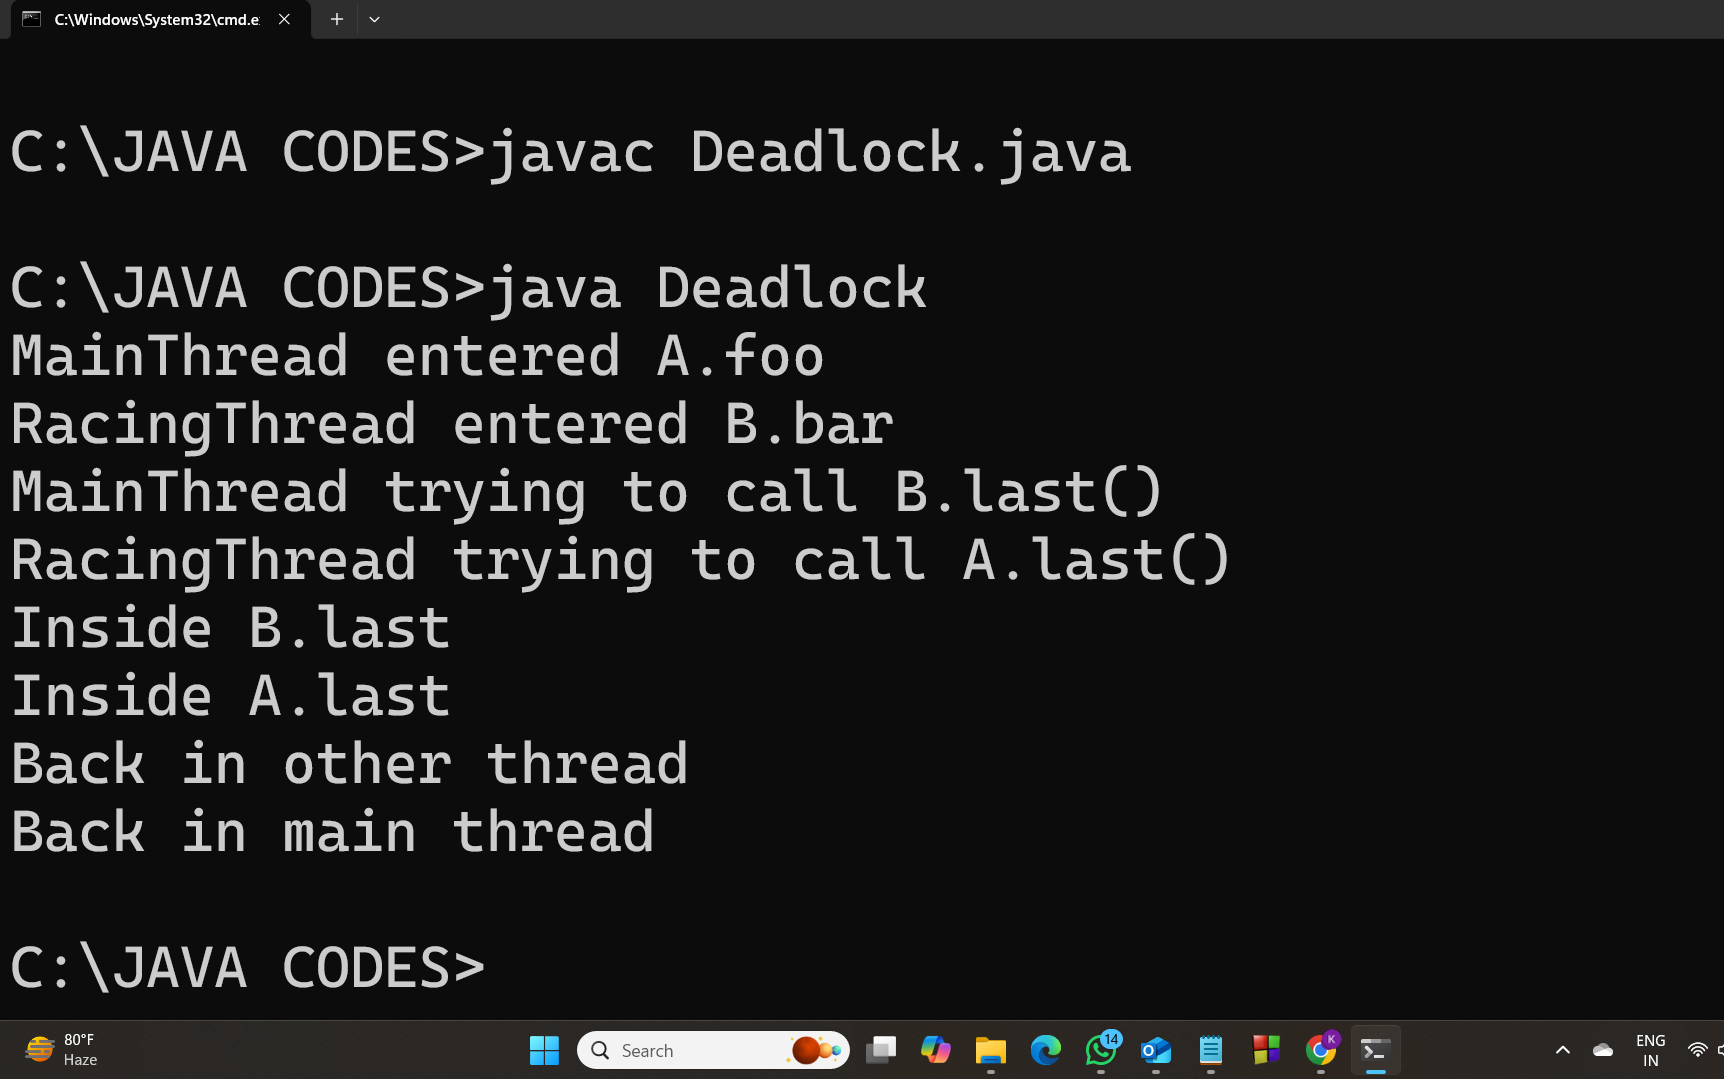 C:\Windows\System32\cmd.e
C:\JAVA CODES>javac Deadlock.java
C:\JAVA CODES>java Deadlock
MainThread entered A.foo
RacingThread entered B.bar
MainThread trying to call B.last()
RacingThread trying to call A.last()
Inside B.last
Inside A.last
Back in other thread
Back in main thread
C:\JAVA CODES>
80°F
Haze
Search
14
K
ENG
IN